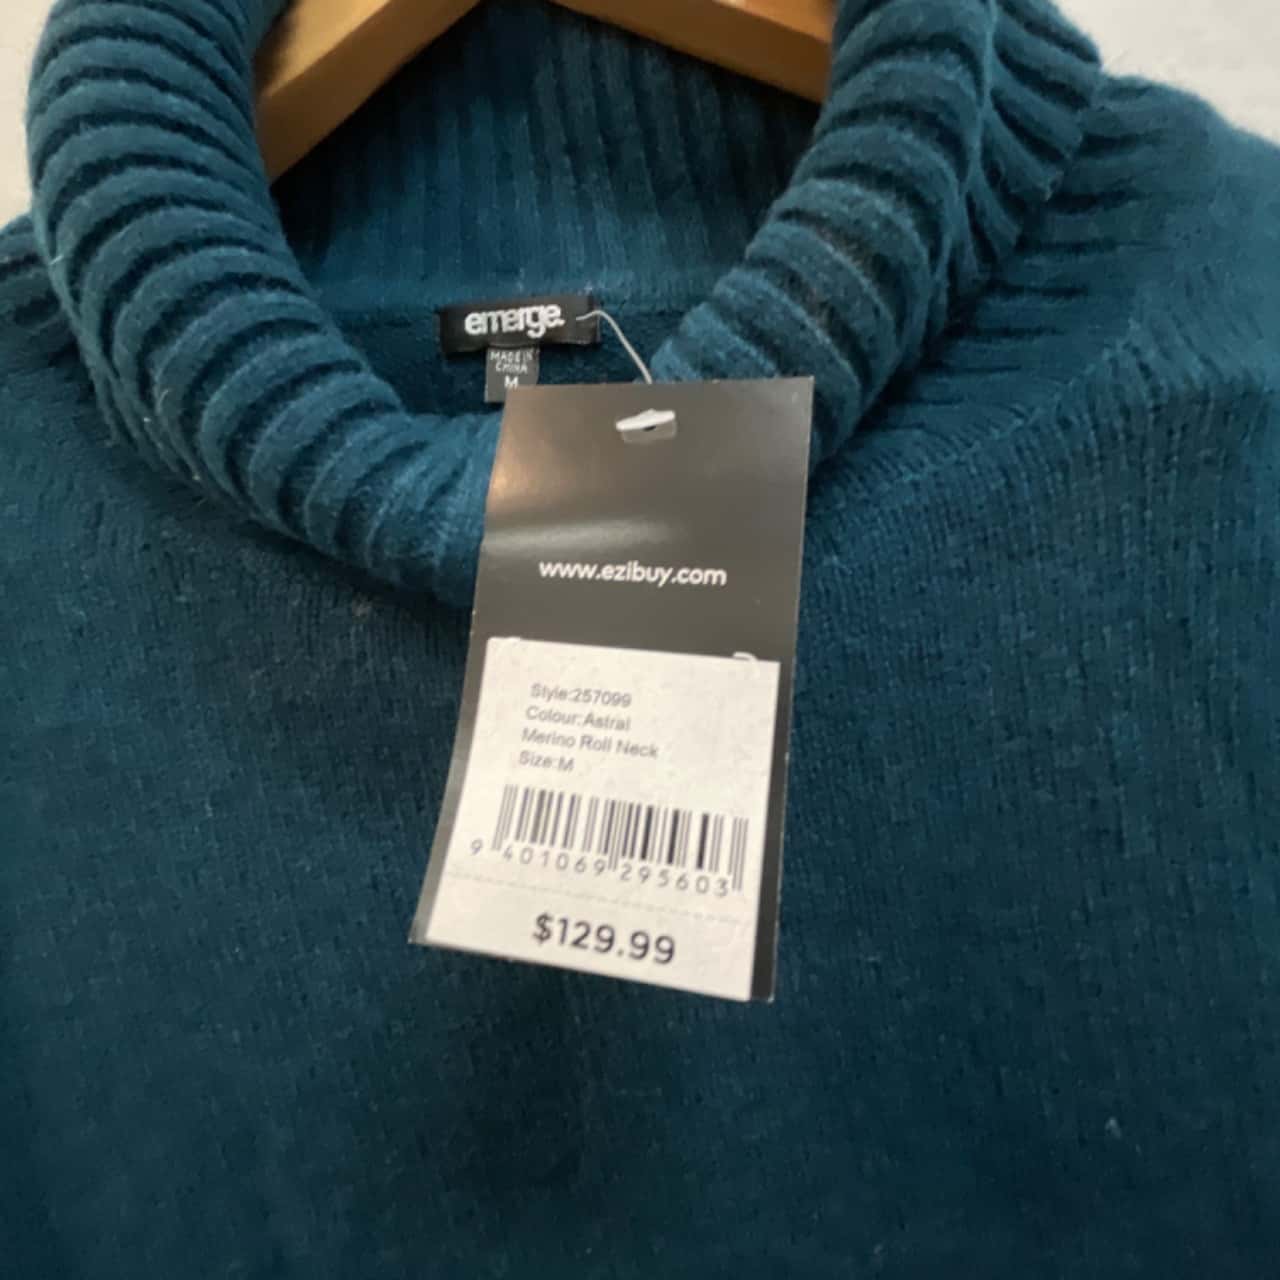 emerge.
MADE IN
CHINA
M
www.ezibuy.com
Style:257099
Colour:Astral
Merino Roll Neck
Size:M
9 401069 295603
$129.99